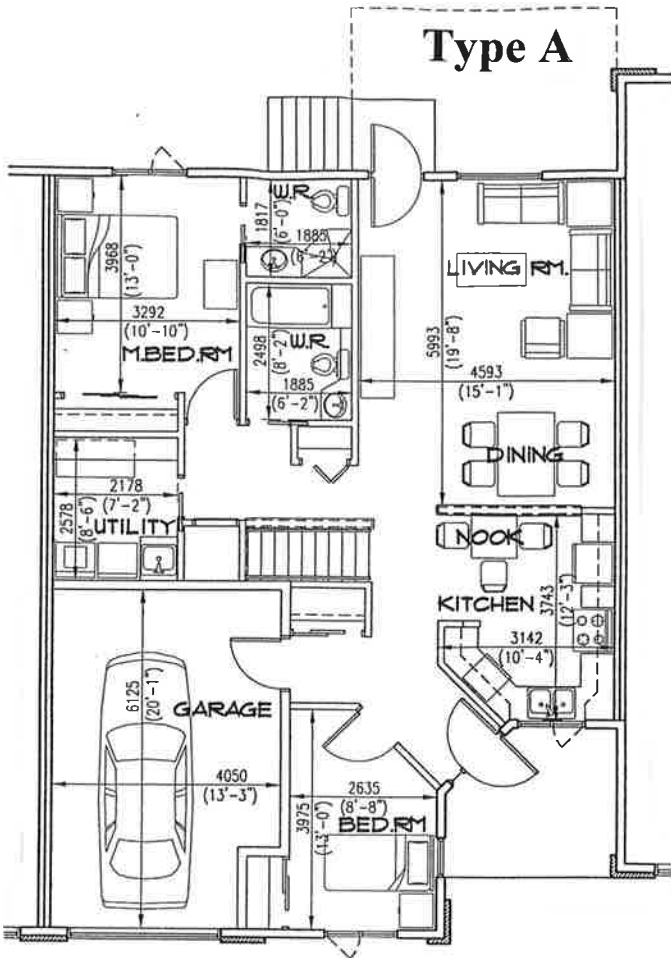 Type A
W.R.
1817
(6'-0")
1885
(6'-2")
3968
(13'-0")
3292
(10'-10")
M.BED.RM
2498
(8'-2")
W.R.
1885
(6'-2")
LIVING RM.
5993
(19'-8")
4593
(15'-1")
DINING
2178
(7'-2")
2578
(8'-6")
UTILITY
NOOK
KITCHEN
3743
(12'-3")
3142
(10'-4")
6125
(20'-1")
GARAGE
4050
(13'-3")
2635
(8'-8")
3975
(13'-0")
BED.RM